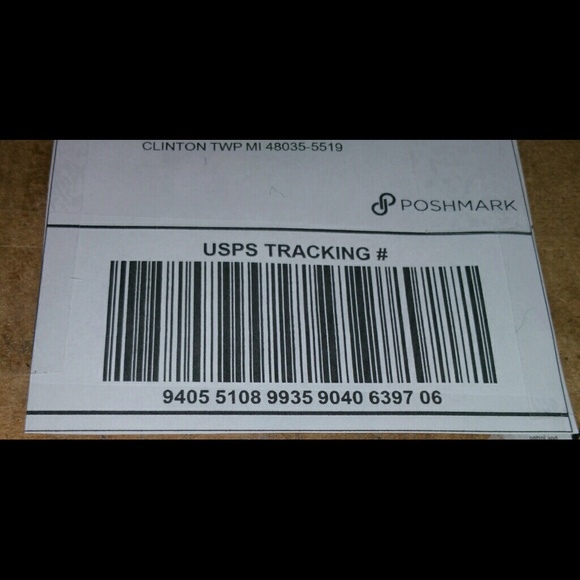 CLINTON TWP MI 48035-5519
POSHMARK
USPS TRACKING #
9405 5108 9935 9040 6397 06